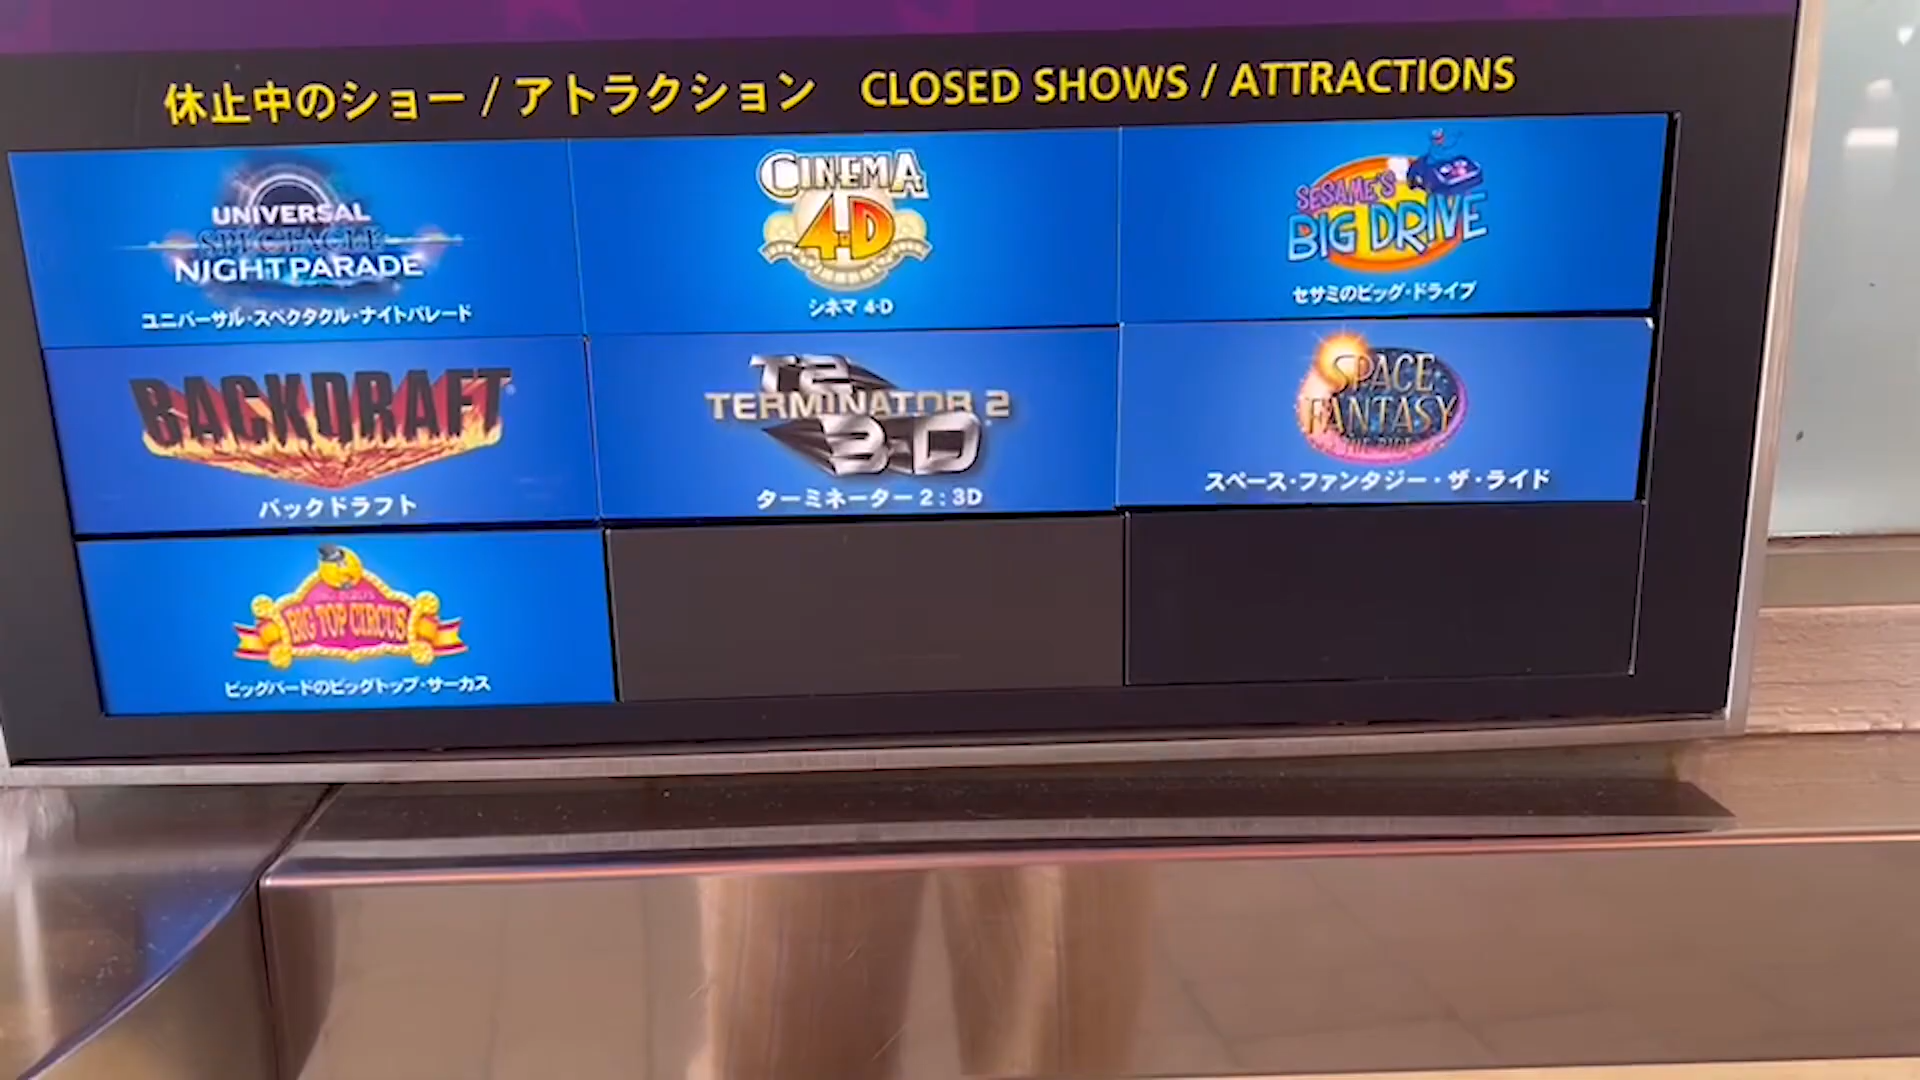 休止中のショー / アトラクション CLOSED SHOWS / ATTRACTIONS
UNIVERSAL
SPECTACLE
NIGHT PARADE
ユニバーサル・スペクタクル・ナイトパレード
CINEMA
4-D
シネマ 4-D
SESAME'S
BIG DRIVE
セサミのビッグ・ドライブ
BACKDRAFT
バックドラフト
T2
TERMINATOR 2
3-D
ターミネーター 2 : 3D
SPACE
FANTASY
THE RIDE
スペース・ファンタジー・ザ・ライド
BIG BIRD'S
BIG TOP CIRCUS
ビッグバードのビッグトップ・サーカス